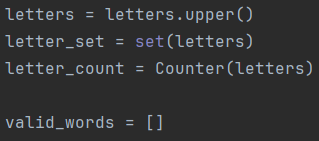 letters = letters.upper()
letter_set = set(letters)
letter_count = Counter(letters)
valid_words = []